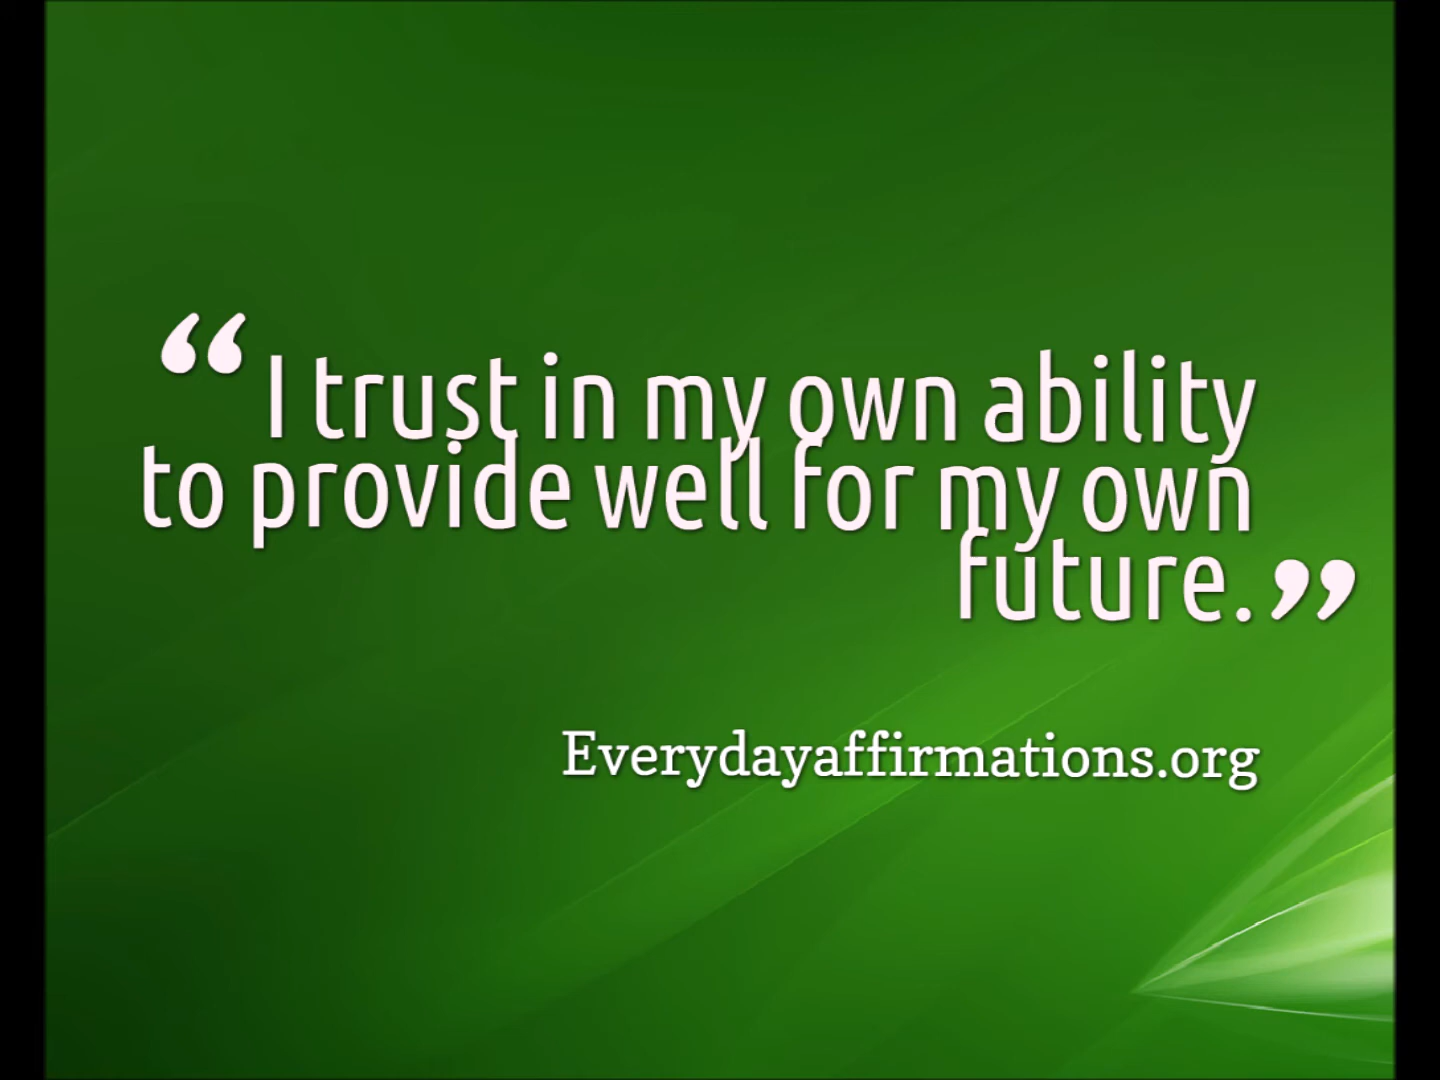 “I trust in my own ability
to provide well for my own
future.”
Everydayaffirmations.org